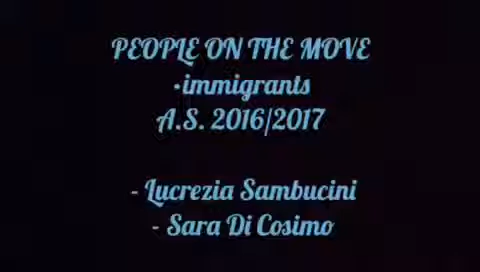 PEOPLE ON THE MOVE
•immigrants
A.S. 2016/2017
- Lucrezia Sambucini
- Sara Di Cosimo